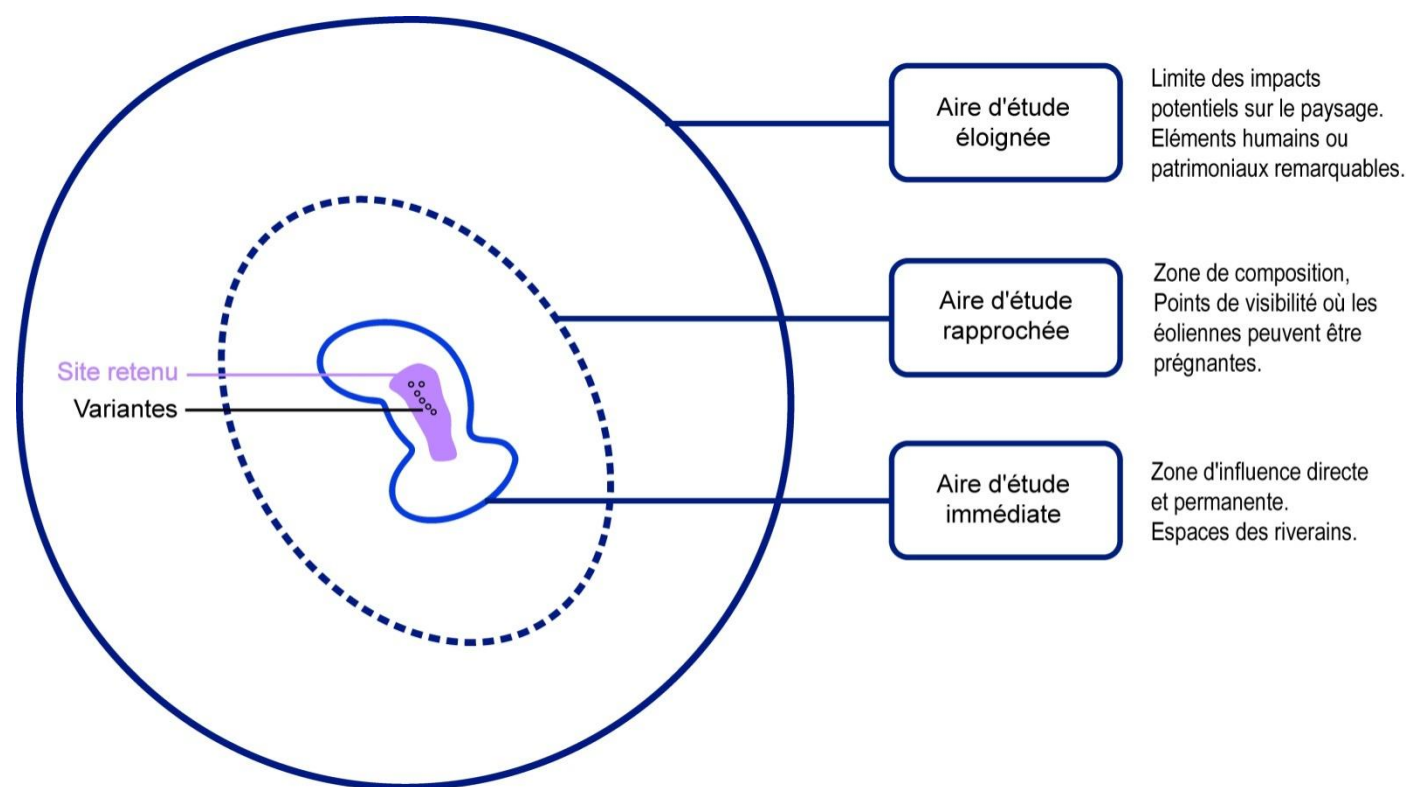 Aire d'étude
éloignée
Limite des impacts
potentiels sur le paysage.
Eléments humains ou
patrimoniaux remarquables.
Aire d'étude
rapprochée
Zone de composition,
Points de visibilité où les
éoliennes peuvent être
prégnantes.
Site retenu
Variantes
Aire d'étude
immédiate
Zone d'influence directe
et permanente.
Espaces des riverains.